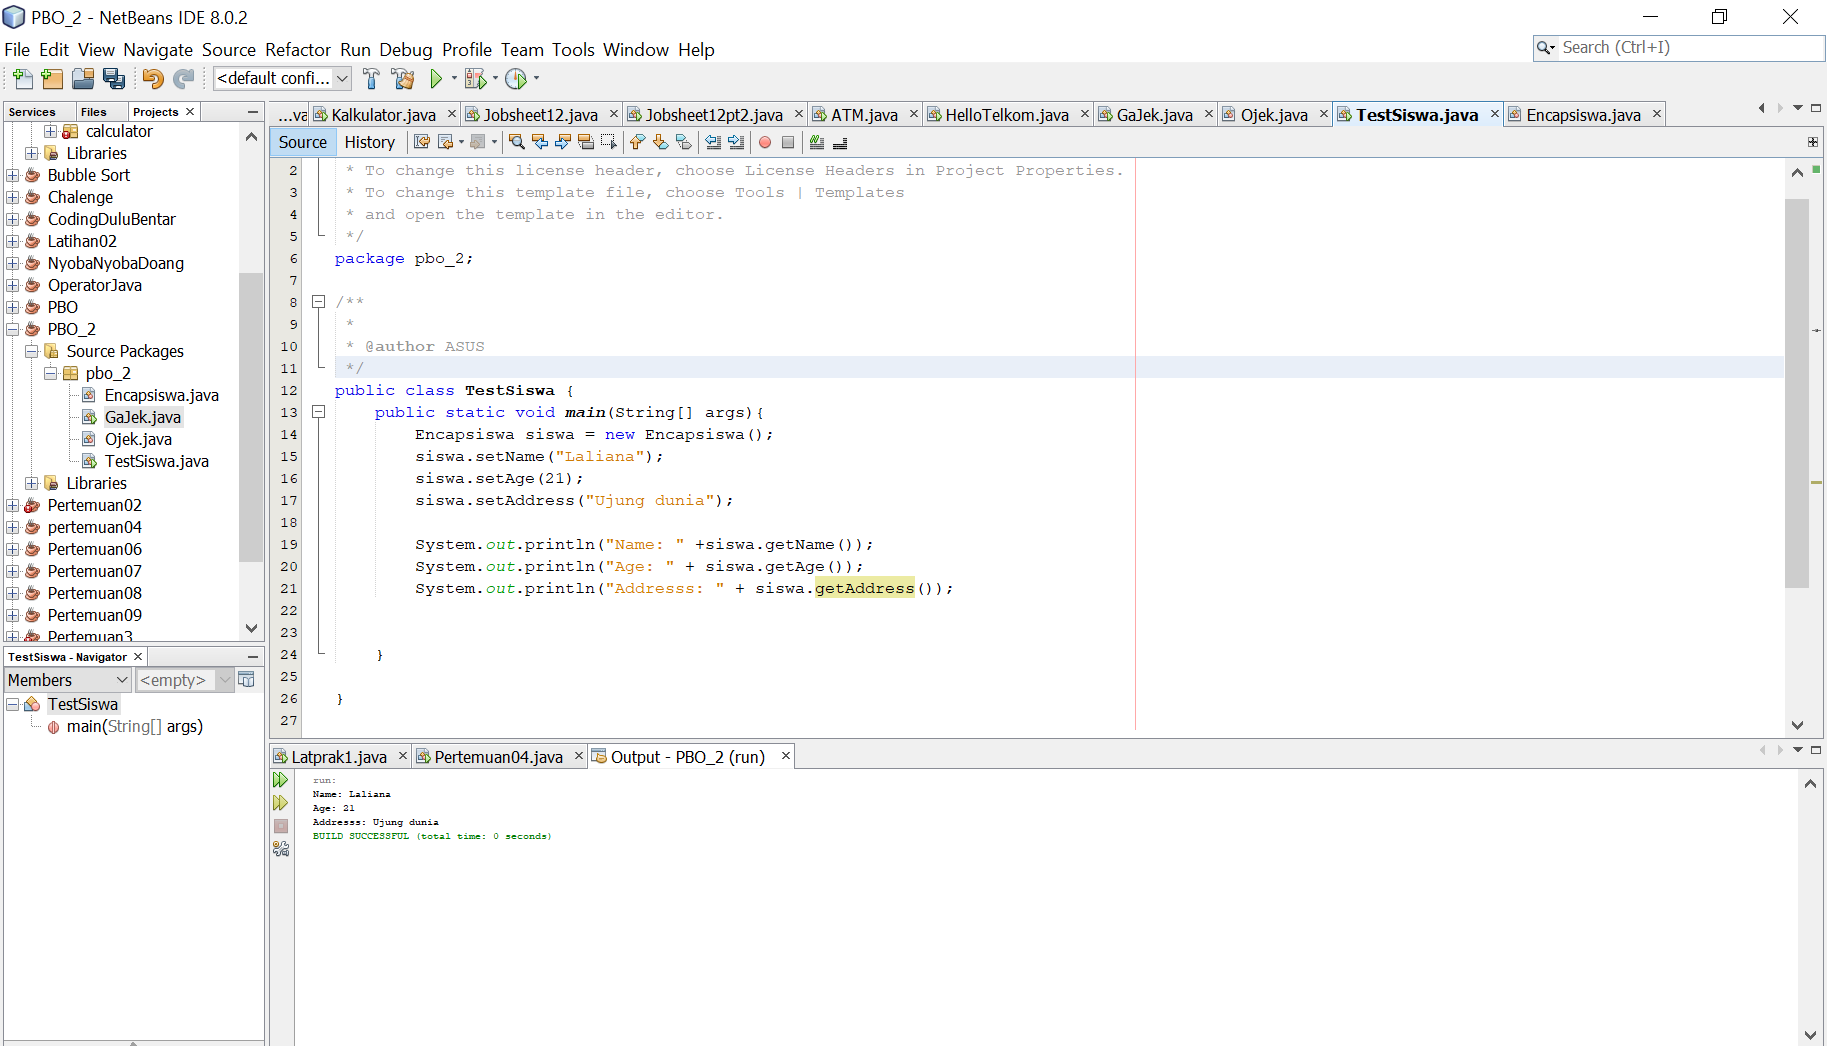 PBO_2 - NetBeans IDE 8.0.2
File Edit View Navigate Source Refactor Run Debug Profile Team Tools Window Help
Search (Ctrl+I)
<default confi...
Services Files Projects
calculator
Libraries
Bubble Sort
Chalenge
CodingDuluBentar
Latihan02
NyobaNyobaDoang
OperatorJava
PBO
PBO_2
Source Packages
pbo_2
Encapsiswa.java
GaJek.java
Ojek.java
TestSiswa.java
Libraries
Pertemuan02
pertemuan04
Pertemuan06
Pertemuan07
Pertemuan08
Pertemuan09
Pertemuan3
TestSiswa - Navigator
Members <empty>
TestSiswa
main(String[] args)
...va Kalkulator.java Jobsheet12.java Jobsheet12pt2.java ATM.java HelloTelkom.java GaJek.java Ojek.java TestSiswa.java Encapsiswa.java
Source History
2 * To change this license header, choose License Headers in Project Properties.
3 * To change this template file, choose Tools | Templates
4 * and open the template in the editor.
5 */
6 package pbo_2;
7
8 /**
9 *
10 * @author ASUS
11 */
12 public class TestSiswa {
13 public static void main(String[] args){
14 Encapsiswa siswa = new Encapsiswa();
15 siswa.setName("Laliana");
16 siswa.setAge(21);
17 siswa.setAddress("Ujung dunia");
18
19 System.out.println("Name: " +siswa.getName());
20 System.out.println("Age: " + siswa.getAge());
21 System.out.println("Addresss: " + siswa.getAddress());
22
23
24 }
25
26 }
27
Latprak1.java Pertemuan04.java Output - PBO_2 (run)
run:
Name: Laliana
Age: 21
Addresss: Ujung dunia
BUILD SUCCESSFUL (total time: 0 seconds)